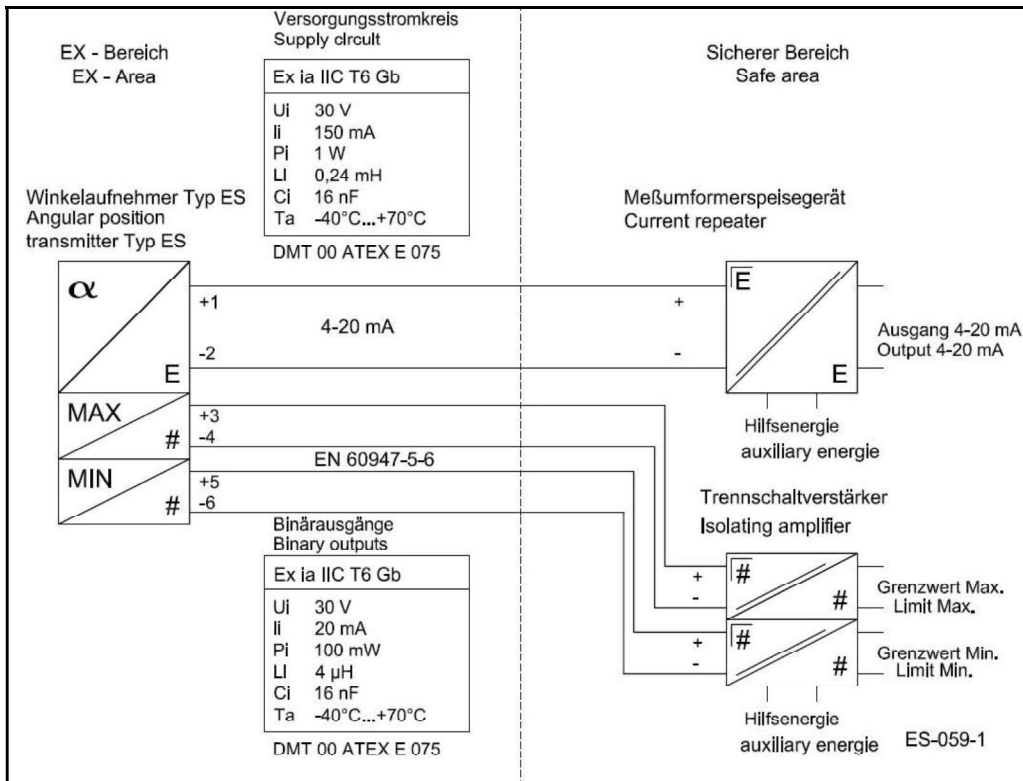 EX - Bereich
EX - Area
Versorgungsstromkreis
Supply circuit
Ex ia IIC T6 Gb
Ui 30 V
Ii 150 mA
Pi 1 W
LI 0,24 mH
Ci 16 nF
Ta -40°C...+70°C
DMT 00 ATEX E 075
Sicherer Bereich
Safe area
Winkelaufnehmer Typ ES
Angular position
transmitter Typ ES
α
E
+1
4-20 mA
-2
MAX
#
+3
-4
MIN
#
+5
-6
EN 60947-5-6
Meßumformerspeisegerät
Current repeater
+
-
E
E
Ausgang 4-20 mA
Output 4-20 mA
Hilfsenergie
auxiliary energie
Binärausgänge
Binary outputs
Ex ia IIC T6 Gb
Ui 30 V
Ii 20 mA
Pi 100 mW
LI 4 µH
Ci 16 nF
Ta -40°C...+70°C
DMT 00 ATEX E 075
Trennschaltverstärker
Isolating amplifier
+
-
#
#
Grenzwert Max.
Limit Max.
+
-
#
#
Grenzwert Min.
Limit Min.
Hilfsenergie
auxiliary energie
ES-059-1